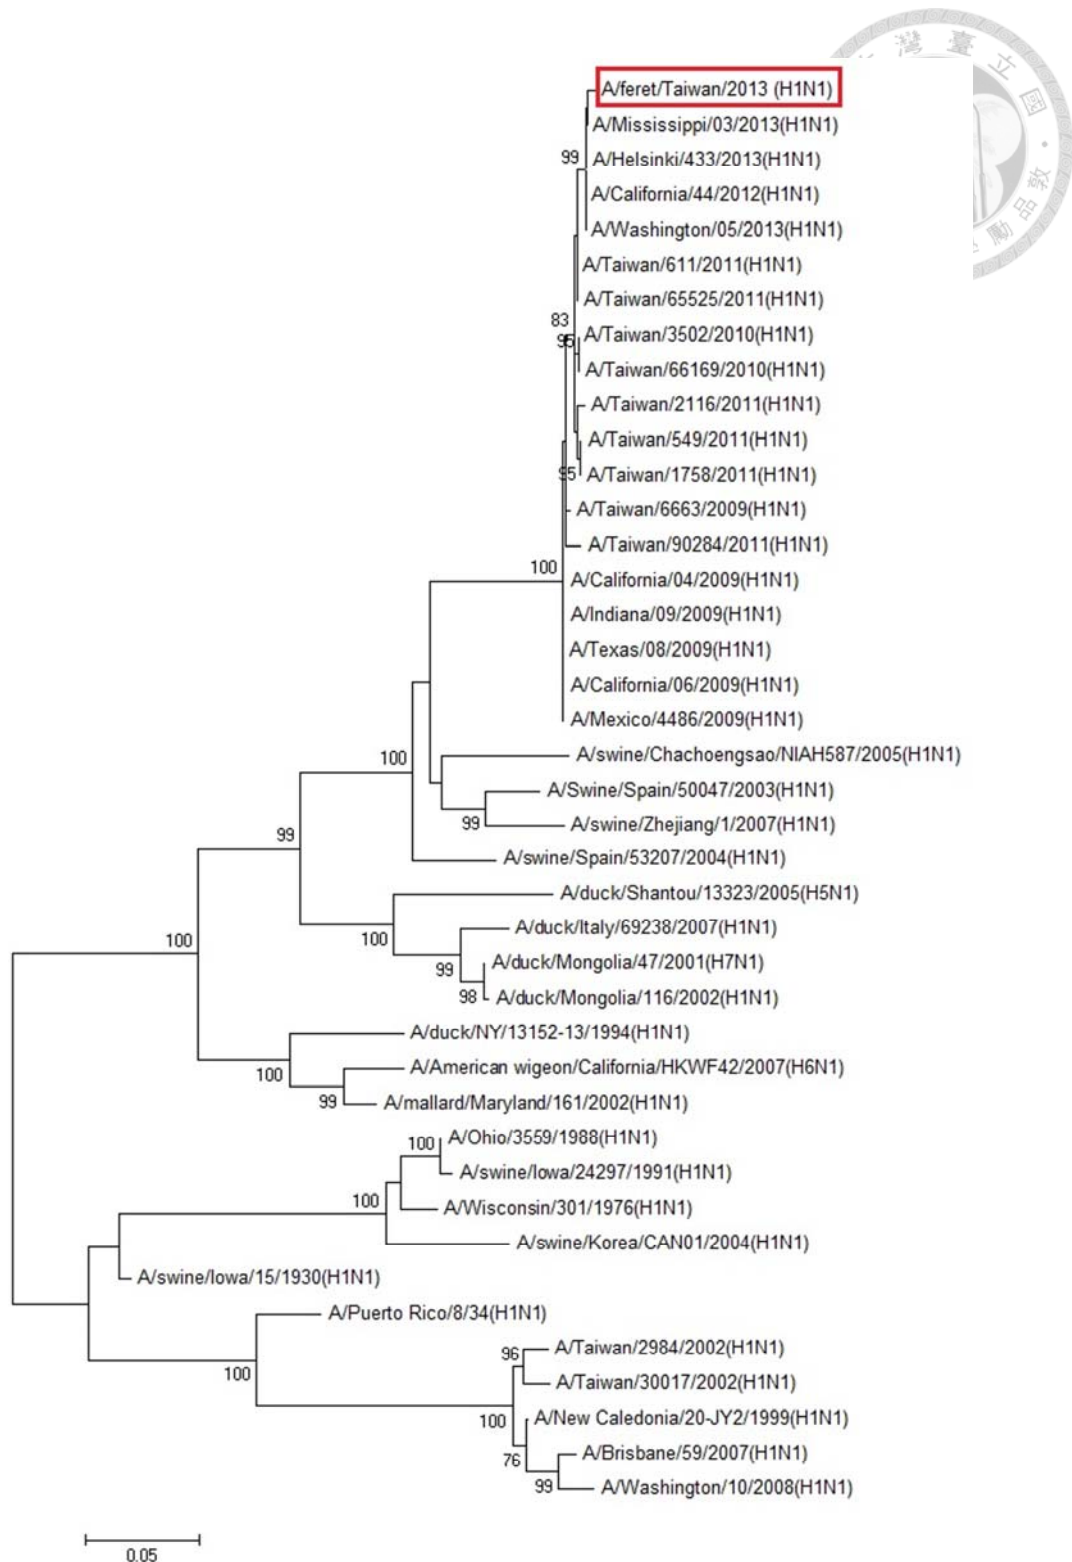 灣 臺 立 國
A/feret/Taiwan/2013 (H1N1)
A/Mississippi/03/2013(H1N1)
99
A/Helsinki/433/2013(H1N1)
A/California/44/2012(H1N1)
敦
品
勵
A/Washington/05/2013(H1N1)
A/Taiwan/611/2011(H1N1)
A/Taiwan/65525/2011(H1N1)
83
95
A/Taiwan/3502/2010(H1N1)
A/Taiwan/66169/2010(H1N1)
A/Taiwan/2116/2011(H1N1)
A/Taiwan/549/2011(H1N1)
95
A/Taiwan/1758/2011(H1N1)
A/Taiwan/6663/2009(H1N1)
A/Taiwan/90284/2011(H1N1)
100
A/California/04/2009(H1N1)
A/Indiana/09/2009(H1N1)
A/Texas/08/2009(H1N1)
A/California/06/2009(H1N1)
A/Mexico/4486/2009(H1N1)
100
A/swine/Chachoengsao/NIAH587/2005(H1N1)
A/Swine/Spain/50047/2003(H1N1)
99
A/swine/Zhejiang/1/2007(H1N1)
99
A/swine/Spain/53207/2004(H1N1)
A/duck/Shantou/13323/2005(H5N1)
A/duck/Italy/69238/2007(H1N1)
100
100
A/duck/Mongolia/47/2001(H7N1)
99
98
A/duck/Mongolia/116/2002(H1N1)
A/duck/NY/13152-13/1994(H1N1)
A/American wigeon/California/HKWF42/2007(H6N1)
100
99
A/mallard/Maryland/161/2002(H1N1)
A/Ohio/3559/1988(H1N1)
100
A/swine/Iowa/24297/1991(H1N1)
100
A/Wisconsin/301/1976(H1N1)
A/swine/Korea/CAN01/2004(H1N1)
A/swine/Iowa/15/1930(H1N1)
A/Puerto Rico/8/34(H1N1)
A/Taiwan/2984/2002(H1N1)
96
100
A/Taiwan/30017/2002(H1N1)
A/New Caledonia/20-JY2/1999(H1N1)
100
A/Brisbane/59/2007(H1N1)
76
99
A/Washington/10/2008(H1N1)
0.05